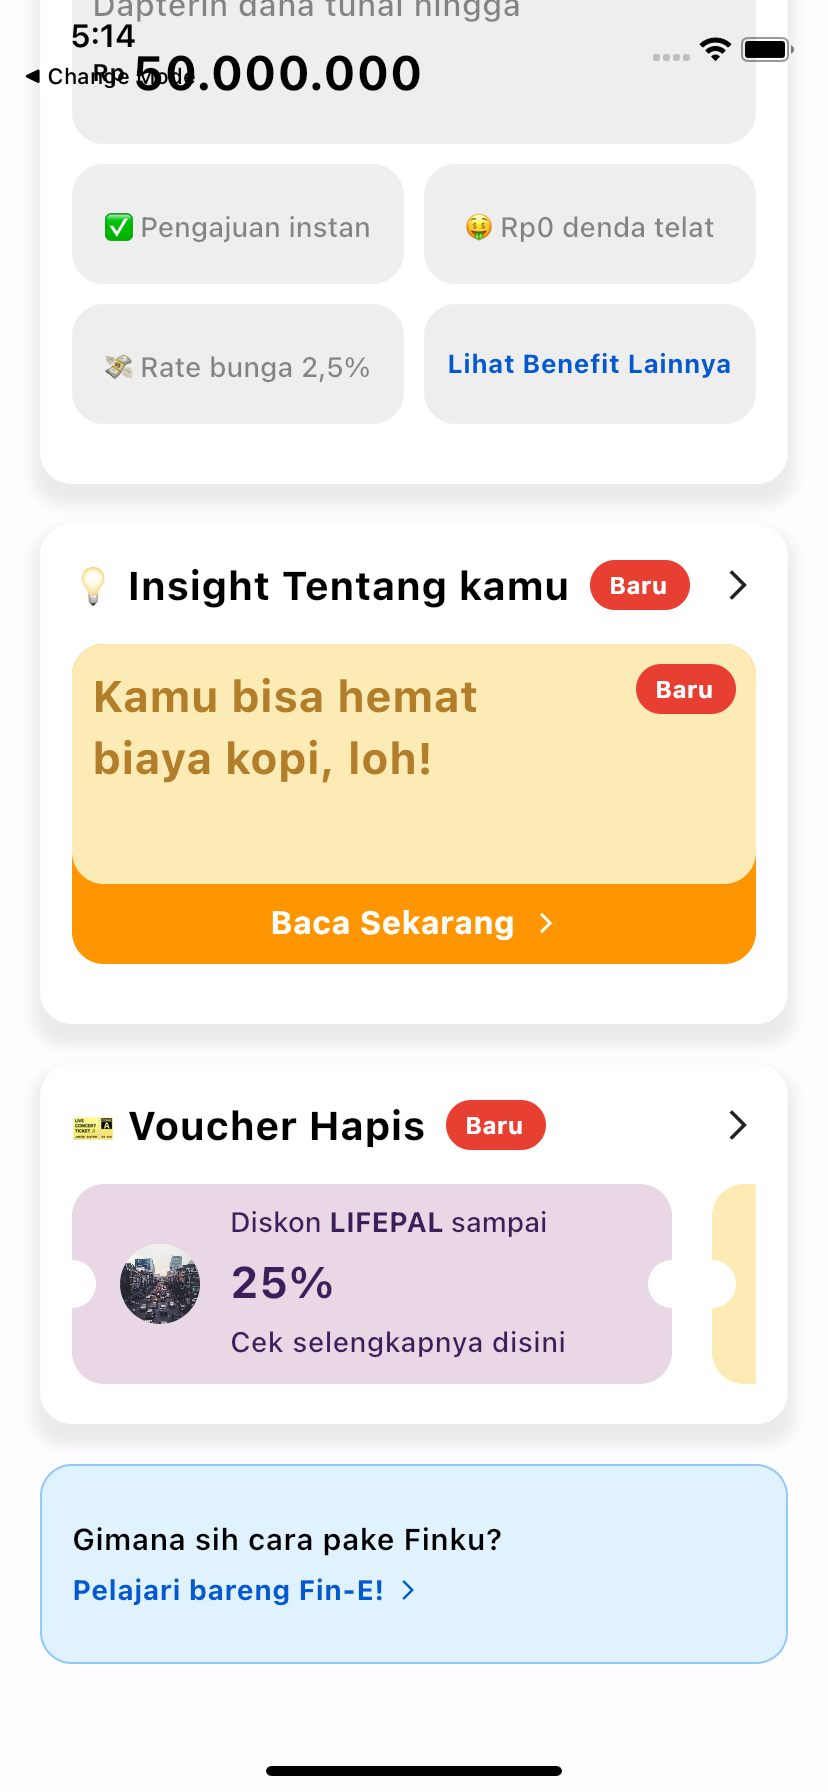 Dapterin dana tunai hingga
5:14
Rp 50.000.000
◀ Change Mode
✅ Pengajuan instan
🤑 Rp0 denda telat
💸 Rate bunga 2,5%
Lihat Benefit Lainnya
💡 Insight Tentang kamu Baru
Kamu bisa hemat
biaya kopi, loh!
Baru
Baca Sekarang
Voucher Hapis Baru
Diskon LIFEPAL sampai
25%
Cek selengkapnya disini
Gimana sih cara pake Finku?
Pelajari bareng Fin-E!